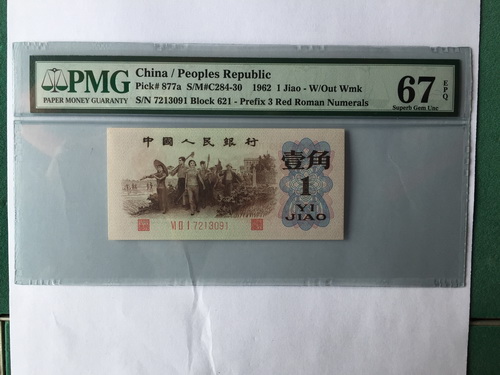 PMG
PAPER MONEY GUARANTY
China / Peoples Republic
Pick# 877a S/M#C284-30 1962 1 Jiao - W/Out Wmk
S/N 7213091 Block 621 - Prefix 3 Red Roman Numerals
67 EPQ
Superb Gem Unc
中國人民銀行
壹角
1
YI
JIAO
VI II I 7213091